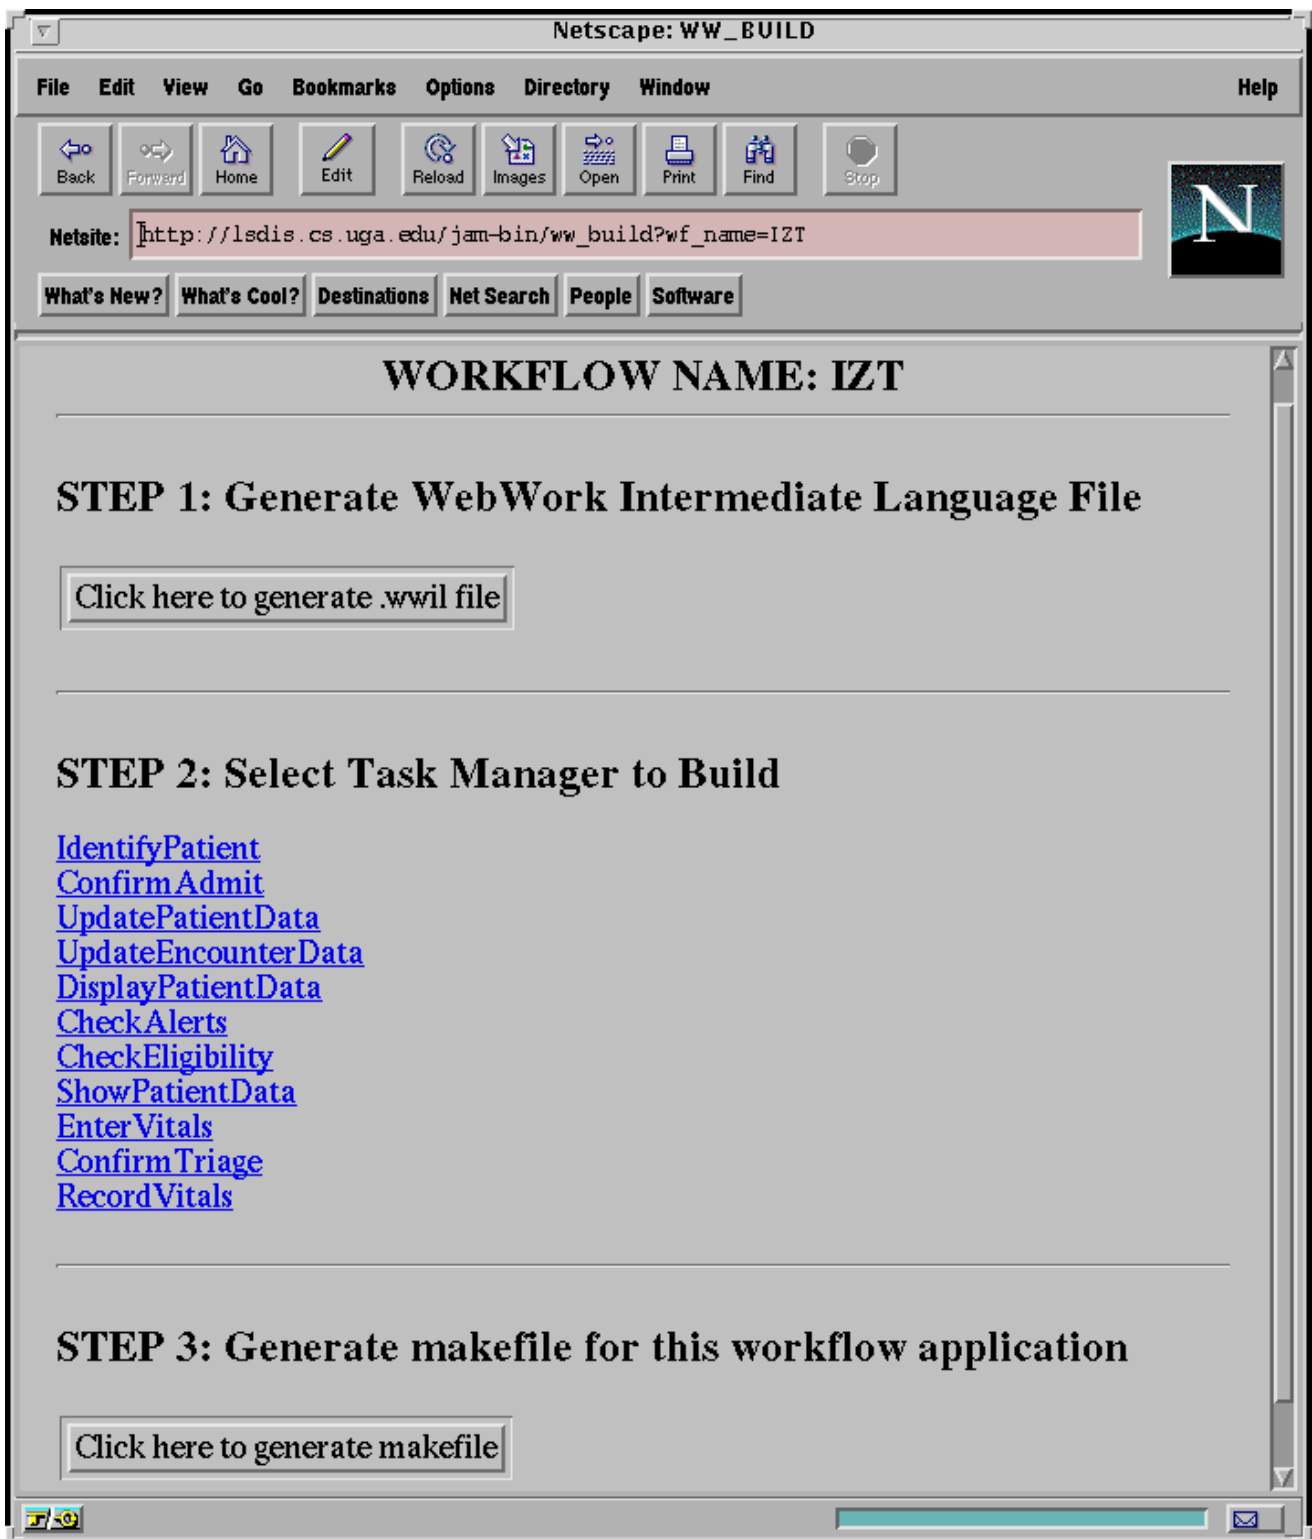 Netscape: WW_BUILD
File Edit View Go Bookmarks Options Directory Window Help
Back Forward Home Edit Reload Images Open Print Find Stop
N
Netsite: http://lsdis.cs.uga.edu/jam-bin/ww_build?wf_name=IZT
What's New? What's Cool? Destinations Net Search People Software
WORKFLOW NAME: IZT
STEP 1: Generate WebWork Intermediate Language File
Click here to generate .wwil file
STEP 2: Select Task Manager to Build
IdentifyPatient
ConfirmAdmit
UpdatePatientData
UpdateEncounterData
DisplayPatientData
CheckAlerts
CheckEligibility
ShowPatientData
EnterVitals
ConfirmTriage
RecordVitals
STEP 3: Generate makefile for this workflow application
Click here to generate makefile